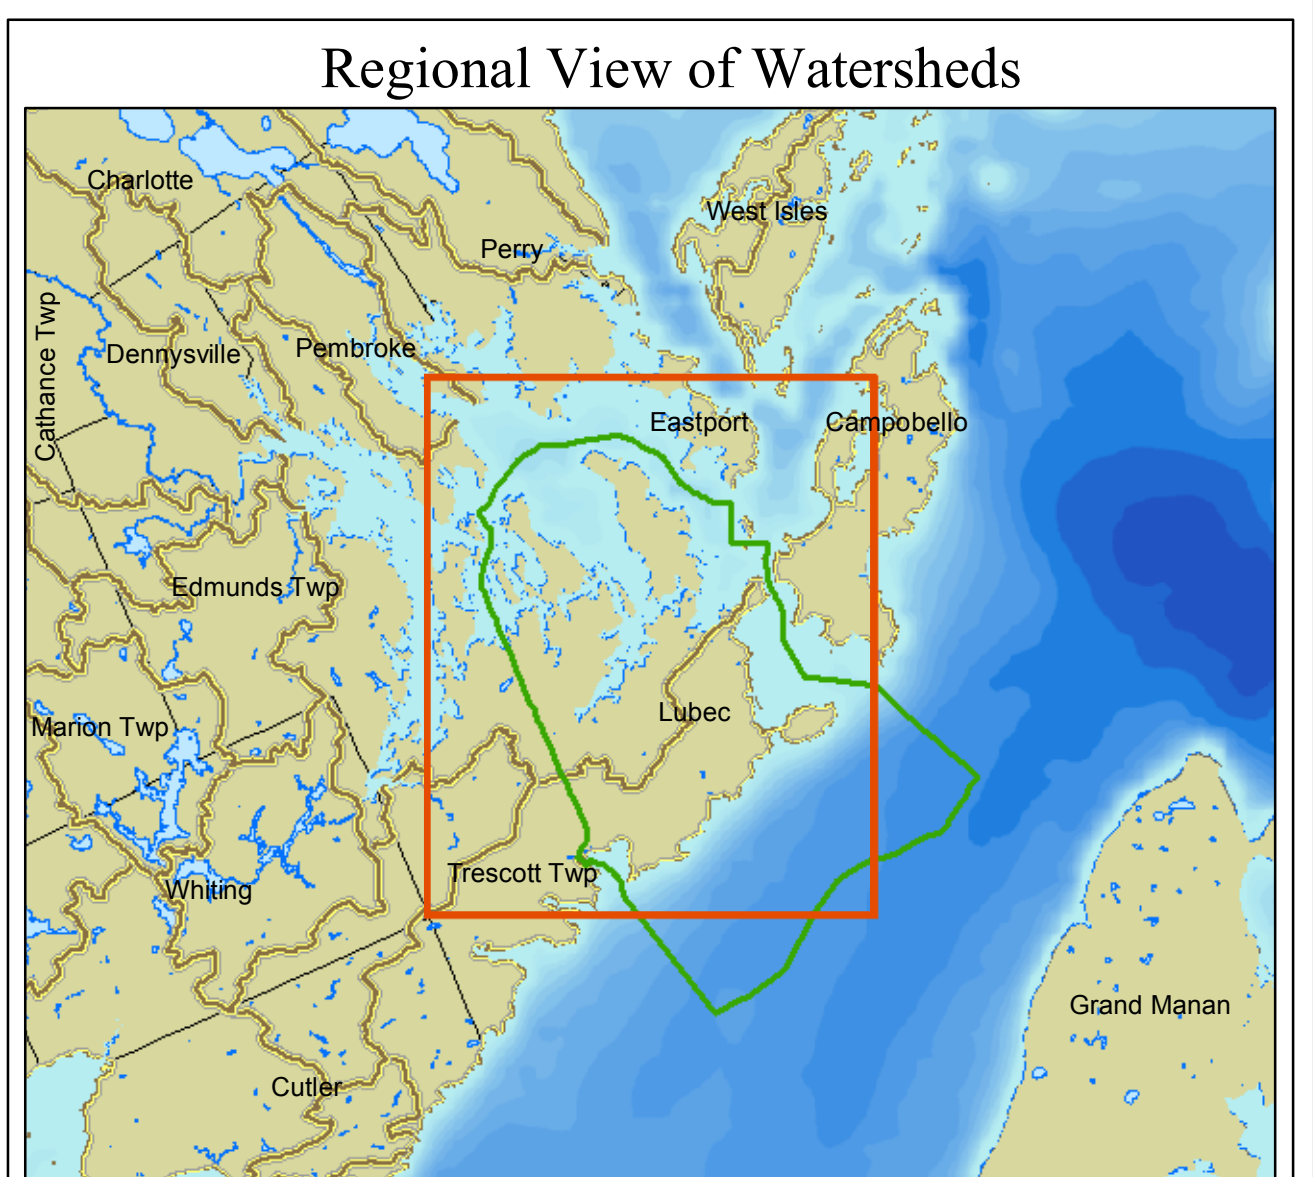 Regional View of Watersheds
Charlotte
West Isles
Perry
Cathance Twp
Dennysville
Pembroke
Eastport
Campobello
Edmunds Twp
Marion Twp
Lubec
Whiting
Trescott Twp
Grand Manan
Cutler